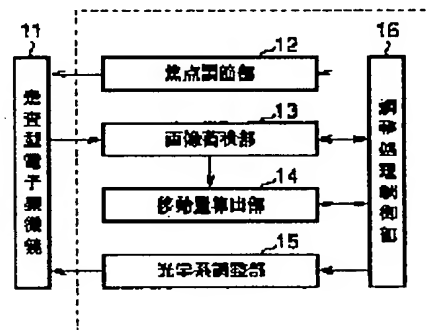 11
走査型電子顕微鏡
12
焦点調節部
13
画像蓄積部
14
移動量算出部
15
光学系調整部
16
調整処理制御部